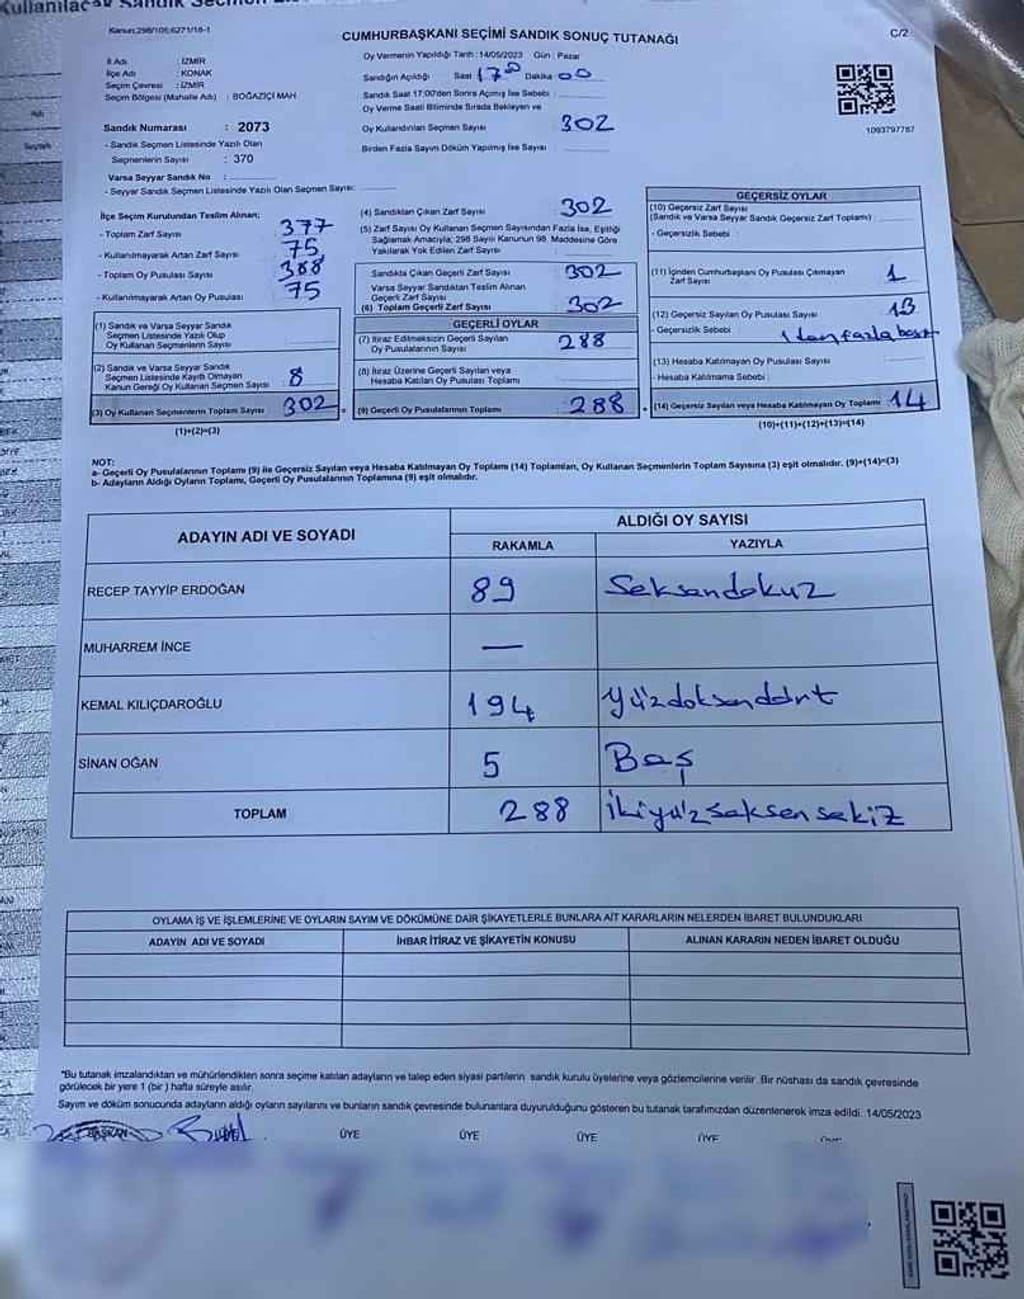 Kullanılacak Sandık Seçmen
Kanun:298/106;6271/18-1
CUMHURBAŞKANI SEÇİMİ SANDIK SONUÇ TUTANAĞI
C/2
Oy Vermenin Yapıldığı Tarih : 14/05/2023 Gün : Pazar
İl Adı : İZMİR
İlçe Adı : KONAK
Seçim Çevresi : İZMİR
Seçim Bölgesi (Mahalle Adı) : BOĞAZİÇİ MAH
Sandığın Açıldığı Saat 17:00 Dakika 00
Sandık Saat 17:00'den Sonra Açılmış İse Sebebi :
Oy Verme Saati Bitiminde Sırada Bekleyen ve
Oy Kullandırılan Seçmen Sayısı 302
Birden Fazla Sayım Döküm Yapılmış İse Sayısı
1093797787
Sandık Numarası : 2073
- Sandık Seçmen Listesinde Yazılı Olan
Seçmenlerin Sayısı : 370
Varsa Seyyar Sandık No :
- Seyyar Sandık Seçmen Listesinde Yazılı Olan Seçmen Sayısı:
İlçe Seçim Kurulundan Teslim Alınan;
- Toplam Zarf Sayısı 377
- Kullanılmayarak Artan Zarf Sayısı 75
- Toplam Oy Pusulası Sayısı 388
- Kullanılmayarak Artan Oy Pusulası 75
(1) Sandık ve Varsa Seyyar Sandık
Seçmen Listesinde Yazılı Olup
Oy Kullanan Seçmenlerin Sayısı
(2) Sandık ve Varsa Seyyar Sandık
Seçmen Listesinde Kayıtlı Olmayan
Kanun Gereği Oy Kullanan Seçmen Sayısı 8
(3) Oy Kullanan Seçmenlerin Toplam Sayısı 302
(1)+(2)=(3)
(4) Sandıktan Çıkan Zarf Sayısı 302
(5) Zarf Sayısı Oy Kullanan Seçmen Sayısından Fazla İse, Eşitliği
Sağlamak Amacıyla; 298 Sayılı Kanunun 98. Maddesine Göre
Yakılarak Yok Edilen Zarf Sayısı
Sandıkta Çıkan Geçerli Zarf Sayısı 302
Varsa Seyyar Sandıktan Teslim Alınan
Geçerli Zarf Sayısı
(6) Toplam Geçerli Zarf Sayısı 302
GEÇERLİ OYLAR
(7) İtiraz Edilmeksizin Geçerli Sayılan
Oy Pusulalarının Sayısı 288
(8) İtiraz Üzerine Geçerli Sayılan veya
Hesaba Katılan Oy Pusulası Toplamı
(9) Geçerli Oy Pusulalarının Toplamı 288
GEÇERSİZ OYLAR
(10) Geçersiz Zarf Sayısı
(Sandık ve Varsa Seyyar Sandık Geçersiz Zarf Toplamı)
- Geçersizlik Sebebi :
(11) İçinden Cumhurbaşkanı Oy Pusulası Çıkmayan
Zarf Sayısı 1
(12) Geçersiz Sayılan Oy Pusulası Sayısı 13
- Geçersizlik Sebebi 1 den fazla
(13) Hesaba Katılmayan Oy Pusulası Sayısı
- Hesaba Katılmama Sebebi :
(14) Geçersiz Sayılan veya Hesaba Katılmayan Oy Toplamı 14
(10)+(11)+(12)+(13)=(14)
NOT:
a- Geçerli Oy Pusulalarının Toplamı (9) ile Geçersiz Sayılan veya Hesaba Katılmayan Oy Toplamı (14) Toplamları, Oy Kullanan Seçmenlerin Toplam Sayısına (3) eşit olmalıdır. (9)+(14)=(3)
b- Adayların Aldığı Oyların Toplamı, Geçerli Oy Pusulalarının Toplamına (9) eşit olmalıdır.
ADAYIN ADI VE SOYADI ALDIĞI OY SAYISI
RAKAMLA YAZIYLA
RECEP TAYYİP ERDOĞAN 89 Seksendokuz
MUHARREM İNCE —
KEMAL KILIÇDAROĞLU 194 Yüzdoksandört
SİNAN OĞAN 5 Beş
TOPLAM 288 İkiyüzseksensekiz
OYLAMA İŞ VE İŞLEMLERİNE VE OYLARIN SAYIM VE DÖKÜMÜNE DAİR ŞİKAYETLERLE BUNLARA AİT KARARLARIN NELERDEN İBARET BULUNDUKLARI
ADAYIN ADI VE SOYADI İHBAR İTİRAZ VE ŞİKAYETİN KONUSU ALINAN KARARIN NEDEN İBARET OLDUĞU
"Bu tutanak imzalandıktan ve mühürlendikten sonra seçime katılan adayların ve talep eden siyasi partilerin sandık kurulu üyelerine veya gözlemcilerine verilir. Bir nüshası da sandık çevresinde
görülecek bir yere 1 (bir) hafta süreyle asılır.
Sayım ve döküm sonucunda adayların aldığı oyların sayılarını ve bunların sandık çevresinde bulunanlara duyurulduğunu gösteren bu tutanak tarafımızdan düzenlenerek imza edildi. 14/05/2023
BAŞKAN ÜYE ÜYE ÜYE ÜYE